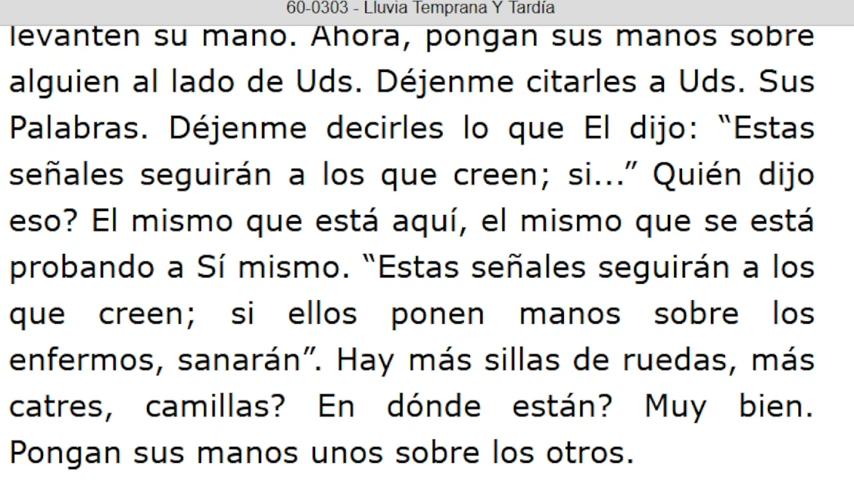 60-0303 - Lluvia Temprana Y Tardía
levanten su mano. Ahora, pongan sus manos sobre
alguien al lado de Uds. Déjenme citarles a Uds. Sus
Palabras. Déjenme decirles lo que El dijo: “Estas
señales seguirán a los que creen; si...” Quién dijo
eso? El mismo que está aquí, el mismo que se está
probando a Sí mismo. “Estas señales seguirán a los
que creen; si ellos ponen manos sobre los
enfermos, sanarán”. Hay más sillas de ruedas, más
catres, camillas? En dónde están? Muy bien.
Pongan sus manos unos sobre los otros.